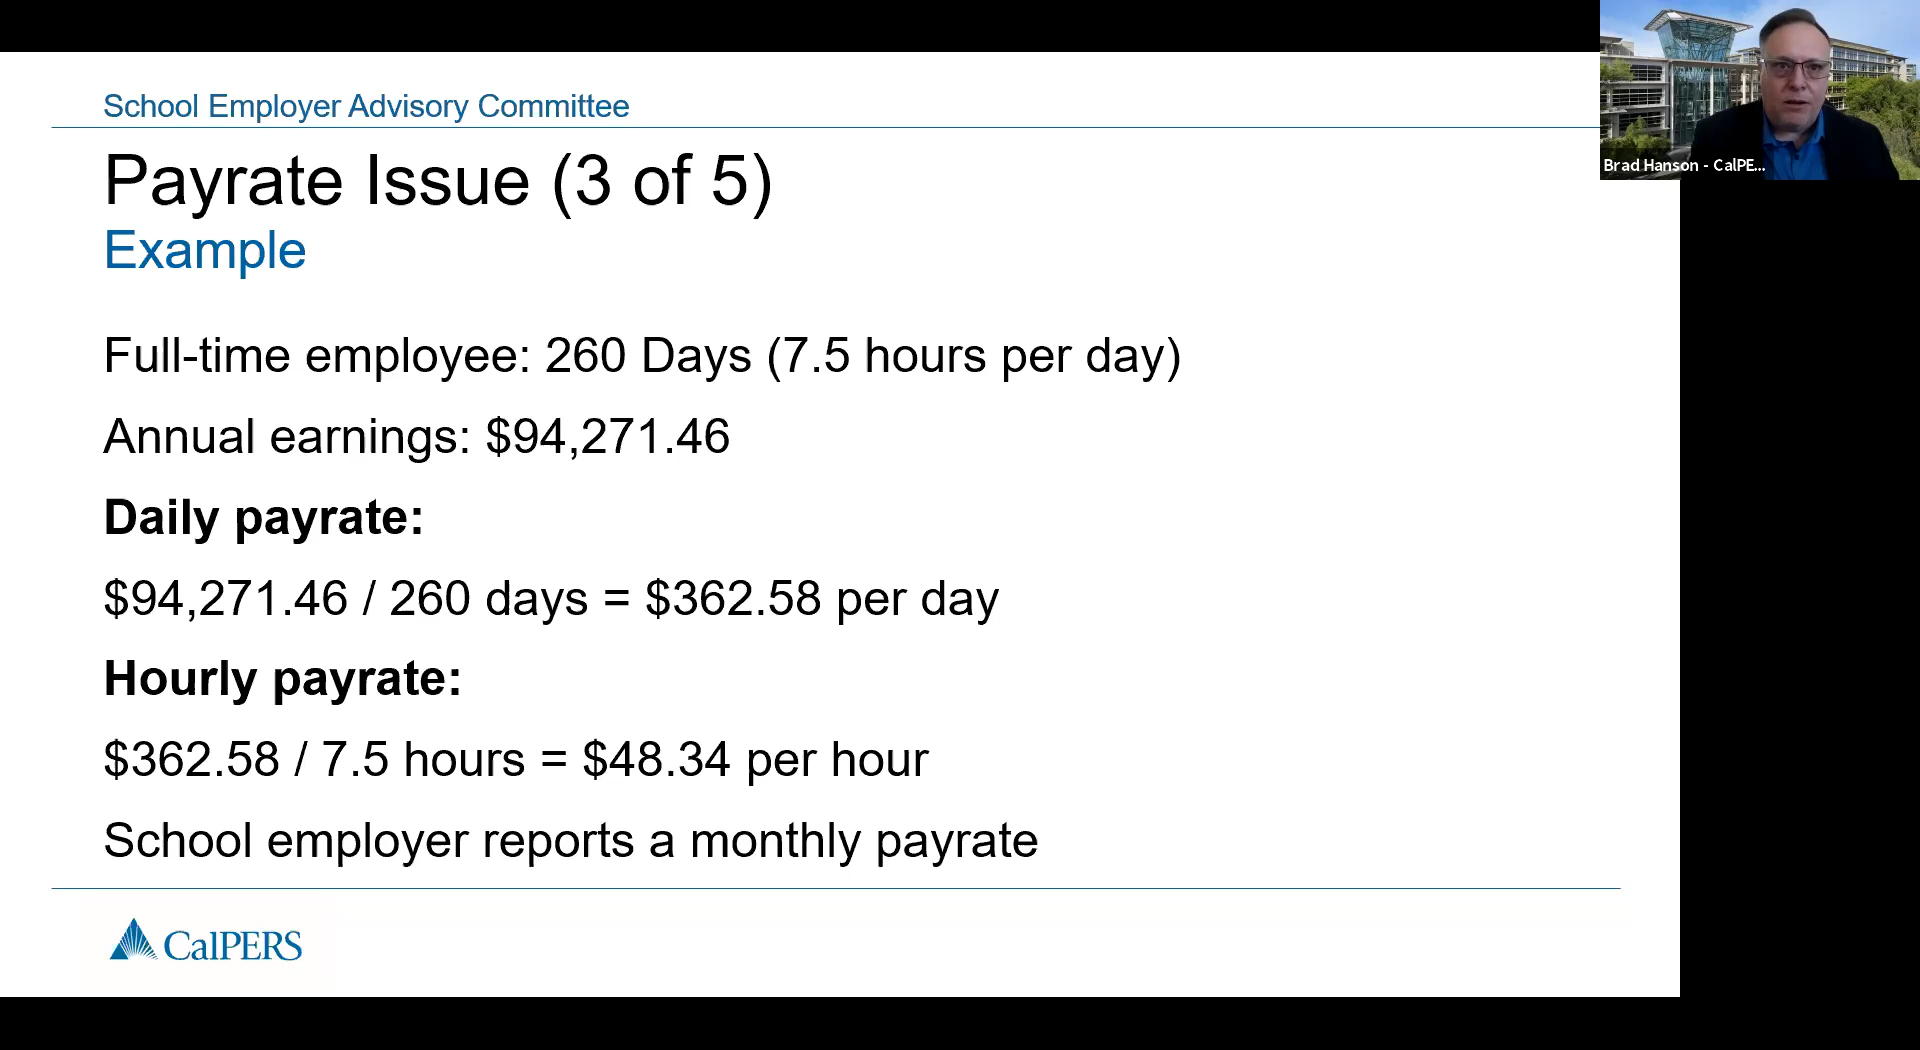 School Employer Advisory Committee
Payrate Issue (3 of 5)
Example
Full-time employee: 260 Days (7.5 hours per day)
Annual earnings: $94,271.46
Daily payrate:
$94,271.46 / 260 days = $362.58 per day
Hourly payrate:
$362.58 / 7.5 hours = $48.34 per hour
School employer reports a monthly payrate
CalPERS
Brad Hanson - CalPE...